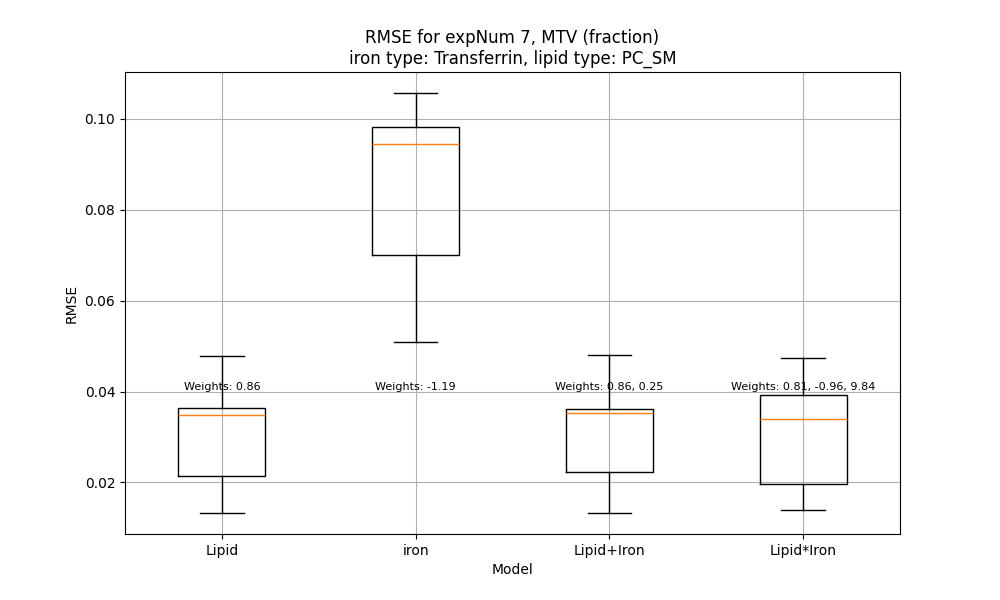 RMSE for expNum 7, MTV (fraction)
iron type: Transferrin, lipid type: PC_SM
0.10
0.08
0.06
0.04
0.02
RMSE
Weights: 0.86
Weights: -1.19
Weights: 0.86, 0.25
Weights: 0.81, -0.96, 9.84
Lipid
iron
Lipid+Iron
Lipid*Iron
Model